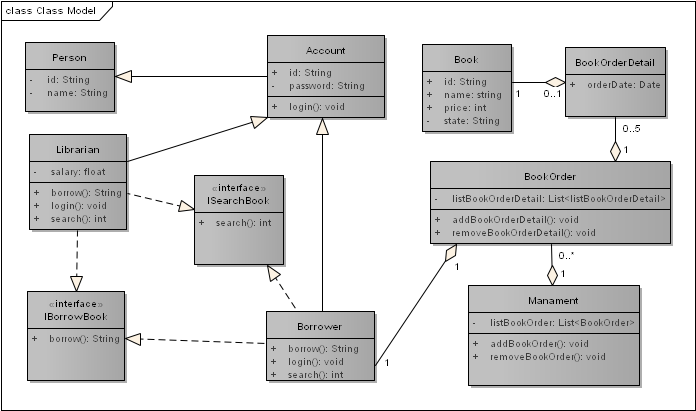 class Class Model
Person
- id: String
- name: String
Account
+ id: String
- password: String
+ login(): void
Book
+ id: String
+ name: string
+ price: int
- state: String
1
0..1
BookOrderDetail
+ orderDate: Date
0..5
1
Librarian
- salary: float
+ borrow(): String
+ login(): void
+ search(): int
«interface»
ISearchBook
+ search(): int
BookOrder
- listBookOrderDetail: List<listBookOrderDetail>
+ addBookOrderDetail(): void
+ removeBookOrderDetail(): void
1
0..*
1
«interface»
IBorrowBook
+ borrow(): String
Borrower
+ borrow(): String
+ login(): void
+ search(): int
1
Manament
- listBookOrder: List<BookOrder>
+ addBookOrder(): void
+ removeBookOrder(): void